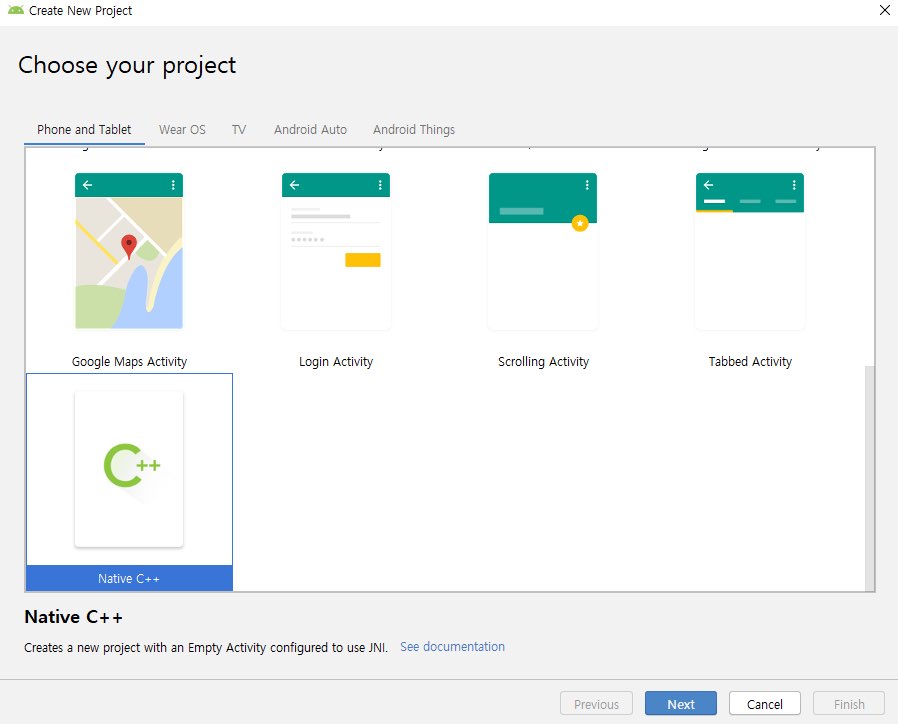 Create New Project
Choose your project
Phone and Tablet
Wear OS
TV
Android Auto
Android Things
Google Maps Activity
Login Activity
Scrolling Activity
Tabbed Activity
C++
Native C++
Native C++
Creates a new project with an Empty Activity configured to use JNI. See documentation
Previous
Next
Cancel
Finish